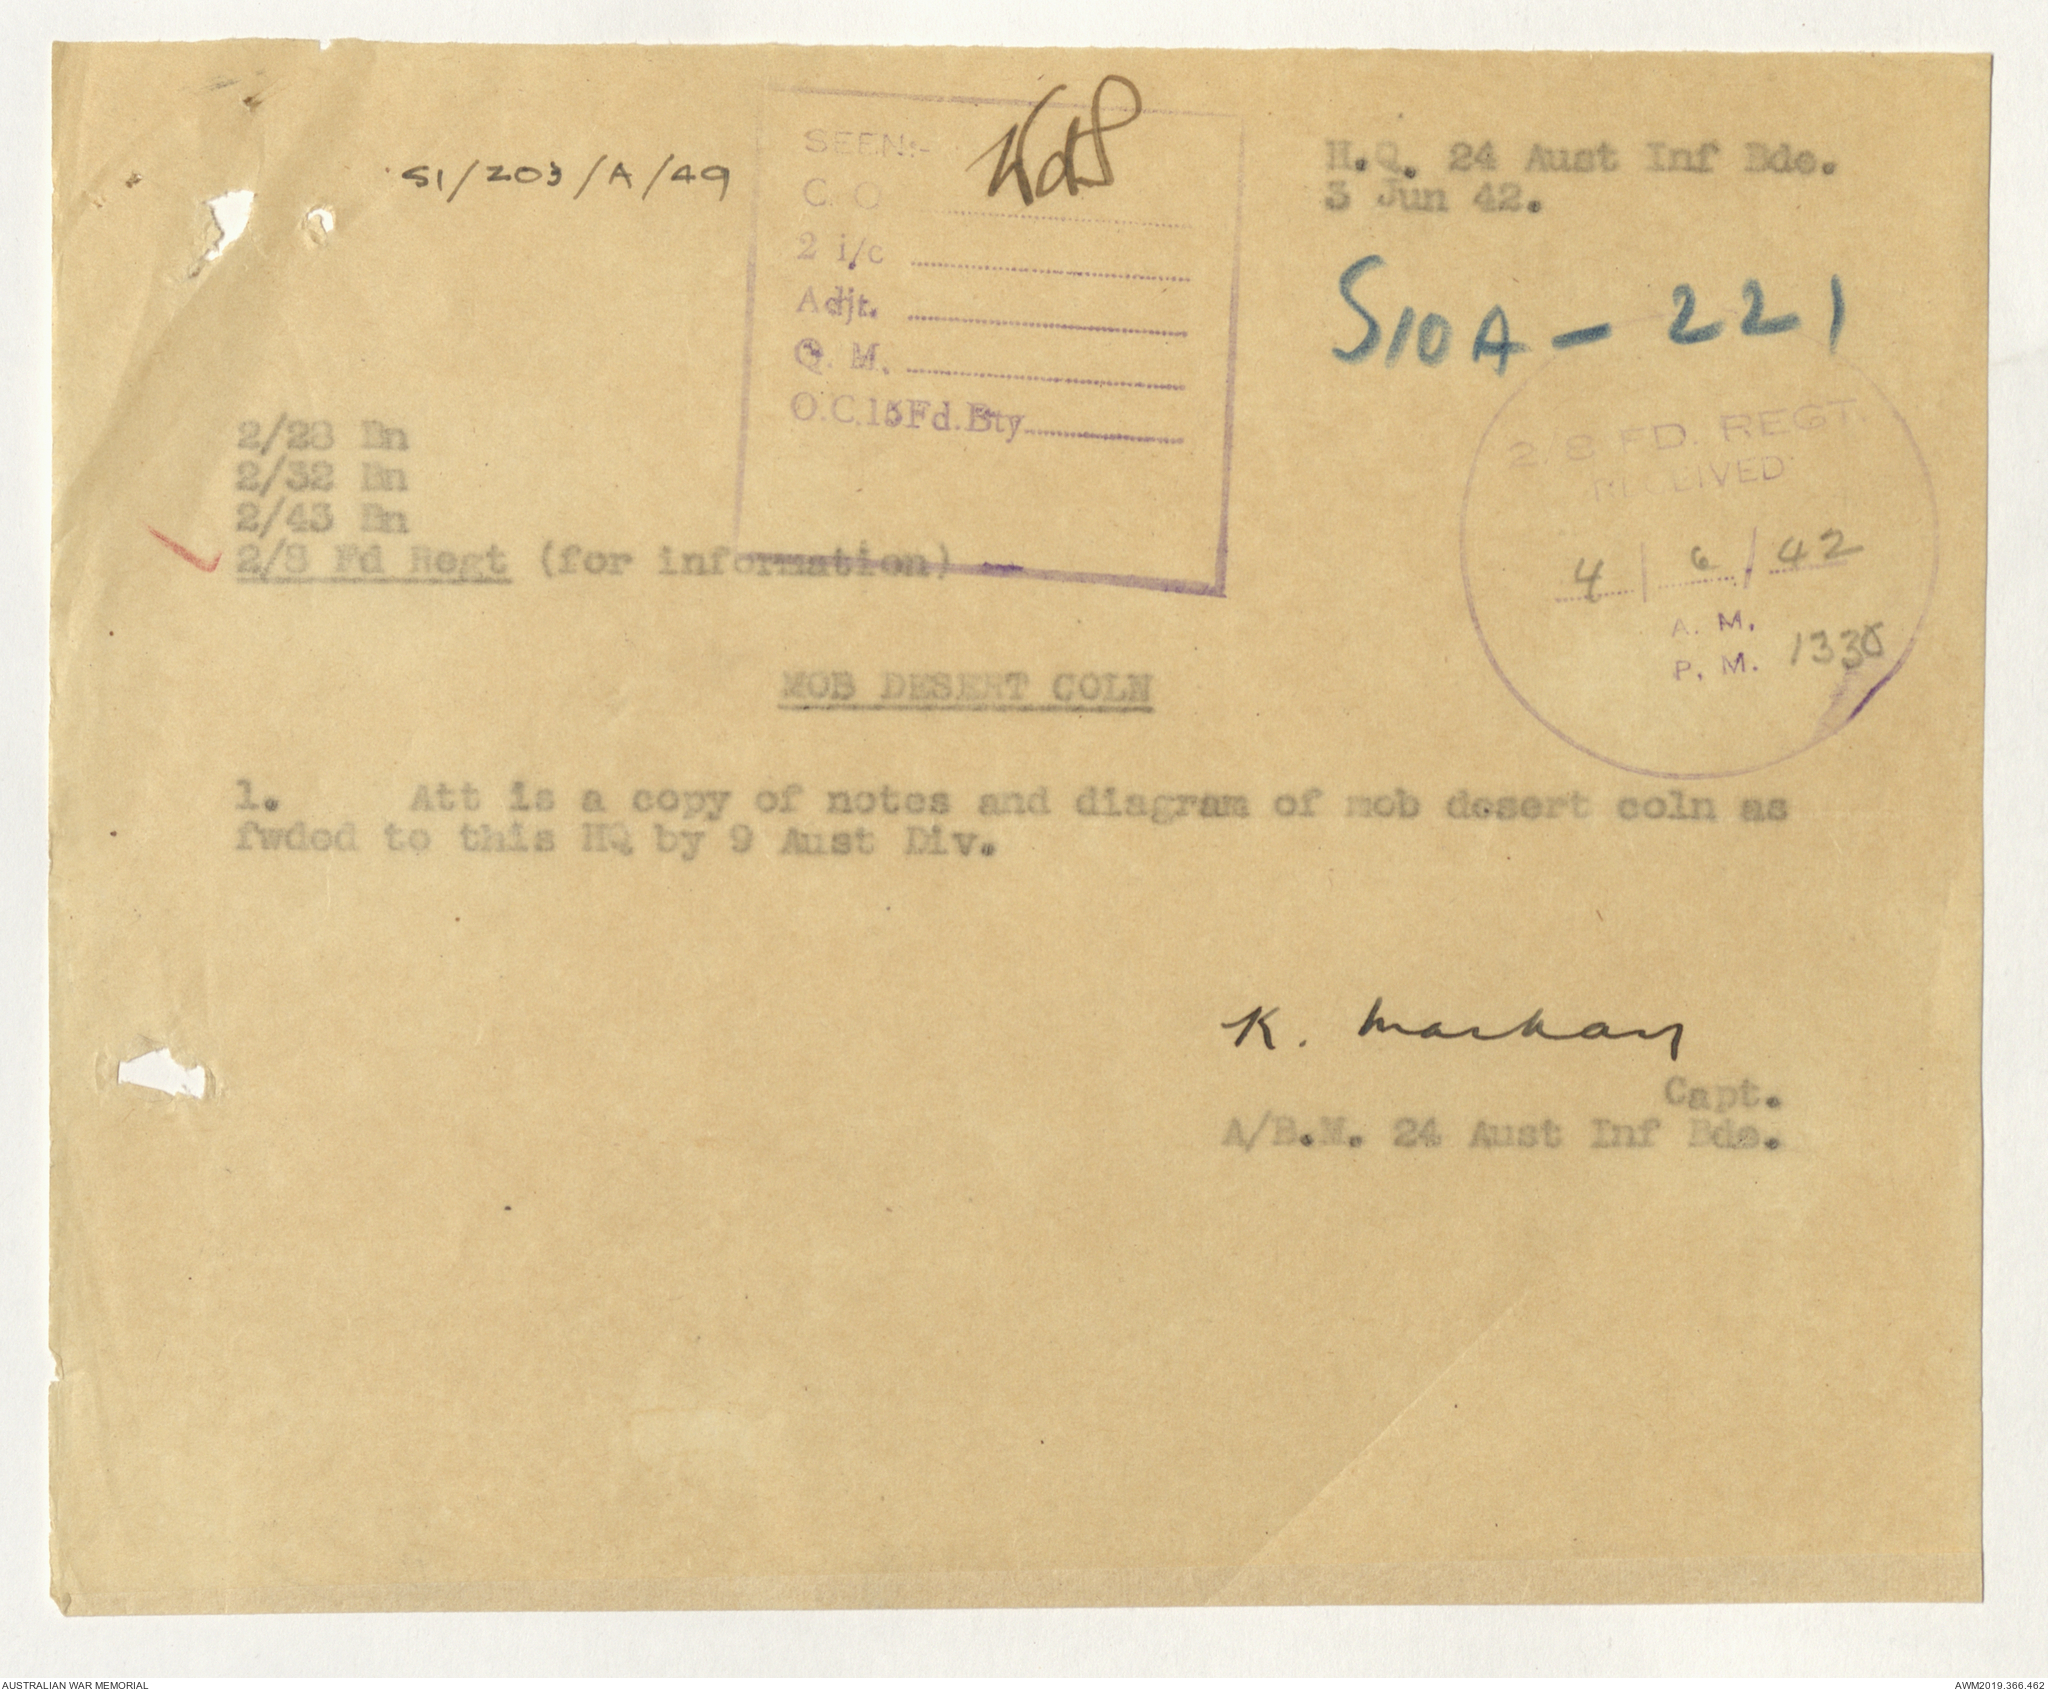 S1/203/A/49
H.Q. 24 Aust Inf Bde.
3 Jun 42.
SEEN:-
C. O
2 i/c
Adjt.
Q. M.
O.C.15Fd.Bty
S10A - 221
2/28 Bn
2/32 Bn
2/43 Bn
2/8 Fd Regt (for information)
2/8 FD. REGT.
RECEIVED
4 / 6 / 42
A. M.
P. M. 1330
MOB DESERT COLN
1. Att is a copy of notes and diagram of mob desert coln as
fwded to this HQ by 9 Aust Div.
K.
Capt.
A/B.M. 24 Aust Inf Bde.
AUSTRALIAN WAR MEMORIAL
AWM2019.366.462